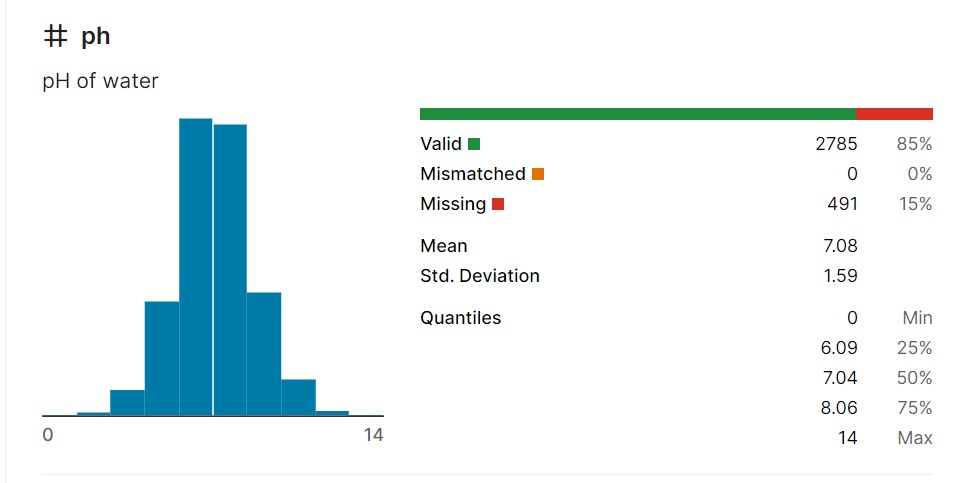 # ph
pH of water
0 14
Valid 2785 85%
Mismatched 0 0%
Missing 491 15%
Mean 7.08
Std. Deviation 1.59
Quantiles 0 Min
6.09 25%
7.04 50%
8.06 75%
14 Max